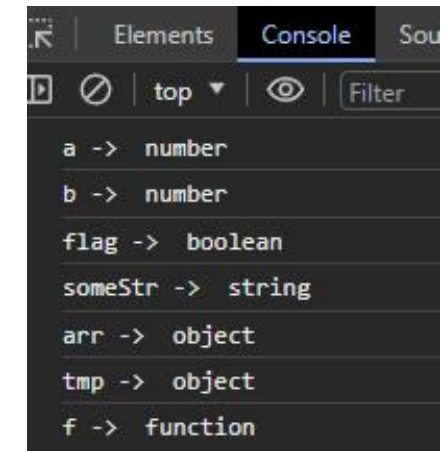 Elements Console Sou
top Filter
a -> number
b -> number
flag -> boolean
someStr -> string
arr -> object
tmp -> object
f -> function